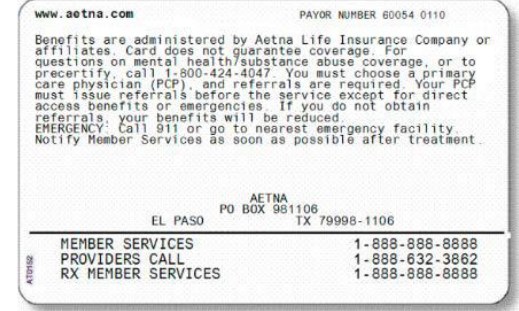 www.aetna.com PAYOR NUMBER 60054 0110
Benefits are administered by Aetna Life Insurance Company or
affiliates. Card does not guarantee coverage. For
questions on mental health/substance abuse coverage, or to
precertify, call 1-800-424-4047. You must choose a primary
care physician (PCP), and referrals are required. Your PCP
must issue referrals before the service except for direct
access benefits or emergencies. If you do not obtain
referrals, your benefits will be reduced.
EMERGENCY: Call 911 or go to nearest emergency facility.
Notify Member Services as soon as possible after treatment.
AETNA
PO BOX 981106
EL PASO TX 79998-1106
MEMBER SERVICES 1-888-888-8888
PROVIDERS CALL 1-888-632-3862
RX MEMBER SERVICES 1-888-888-8888
AT0152